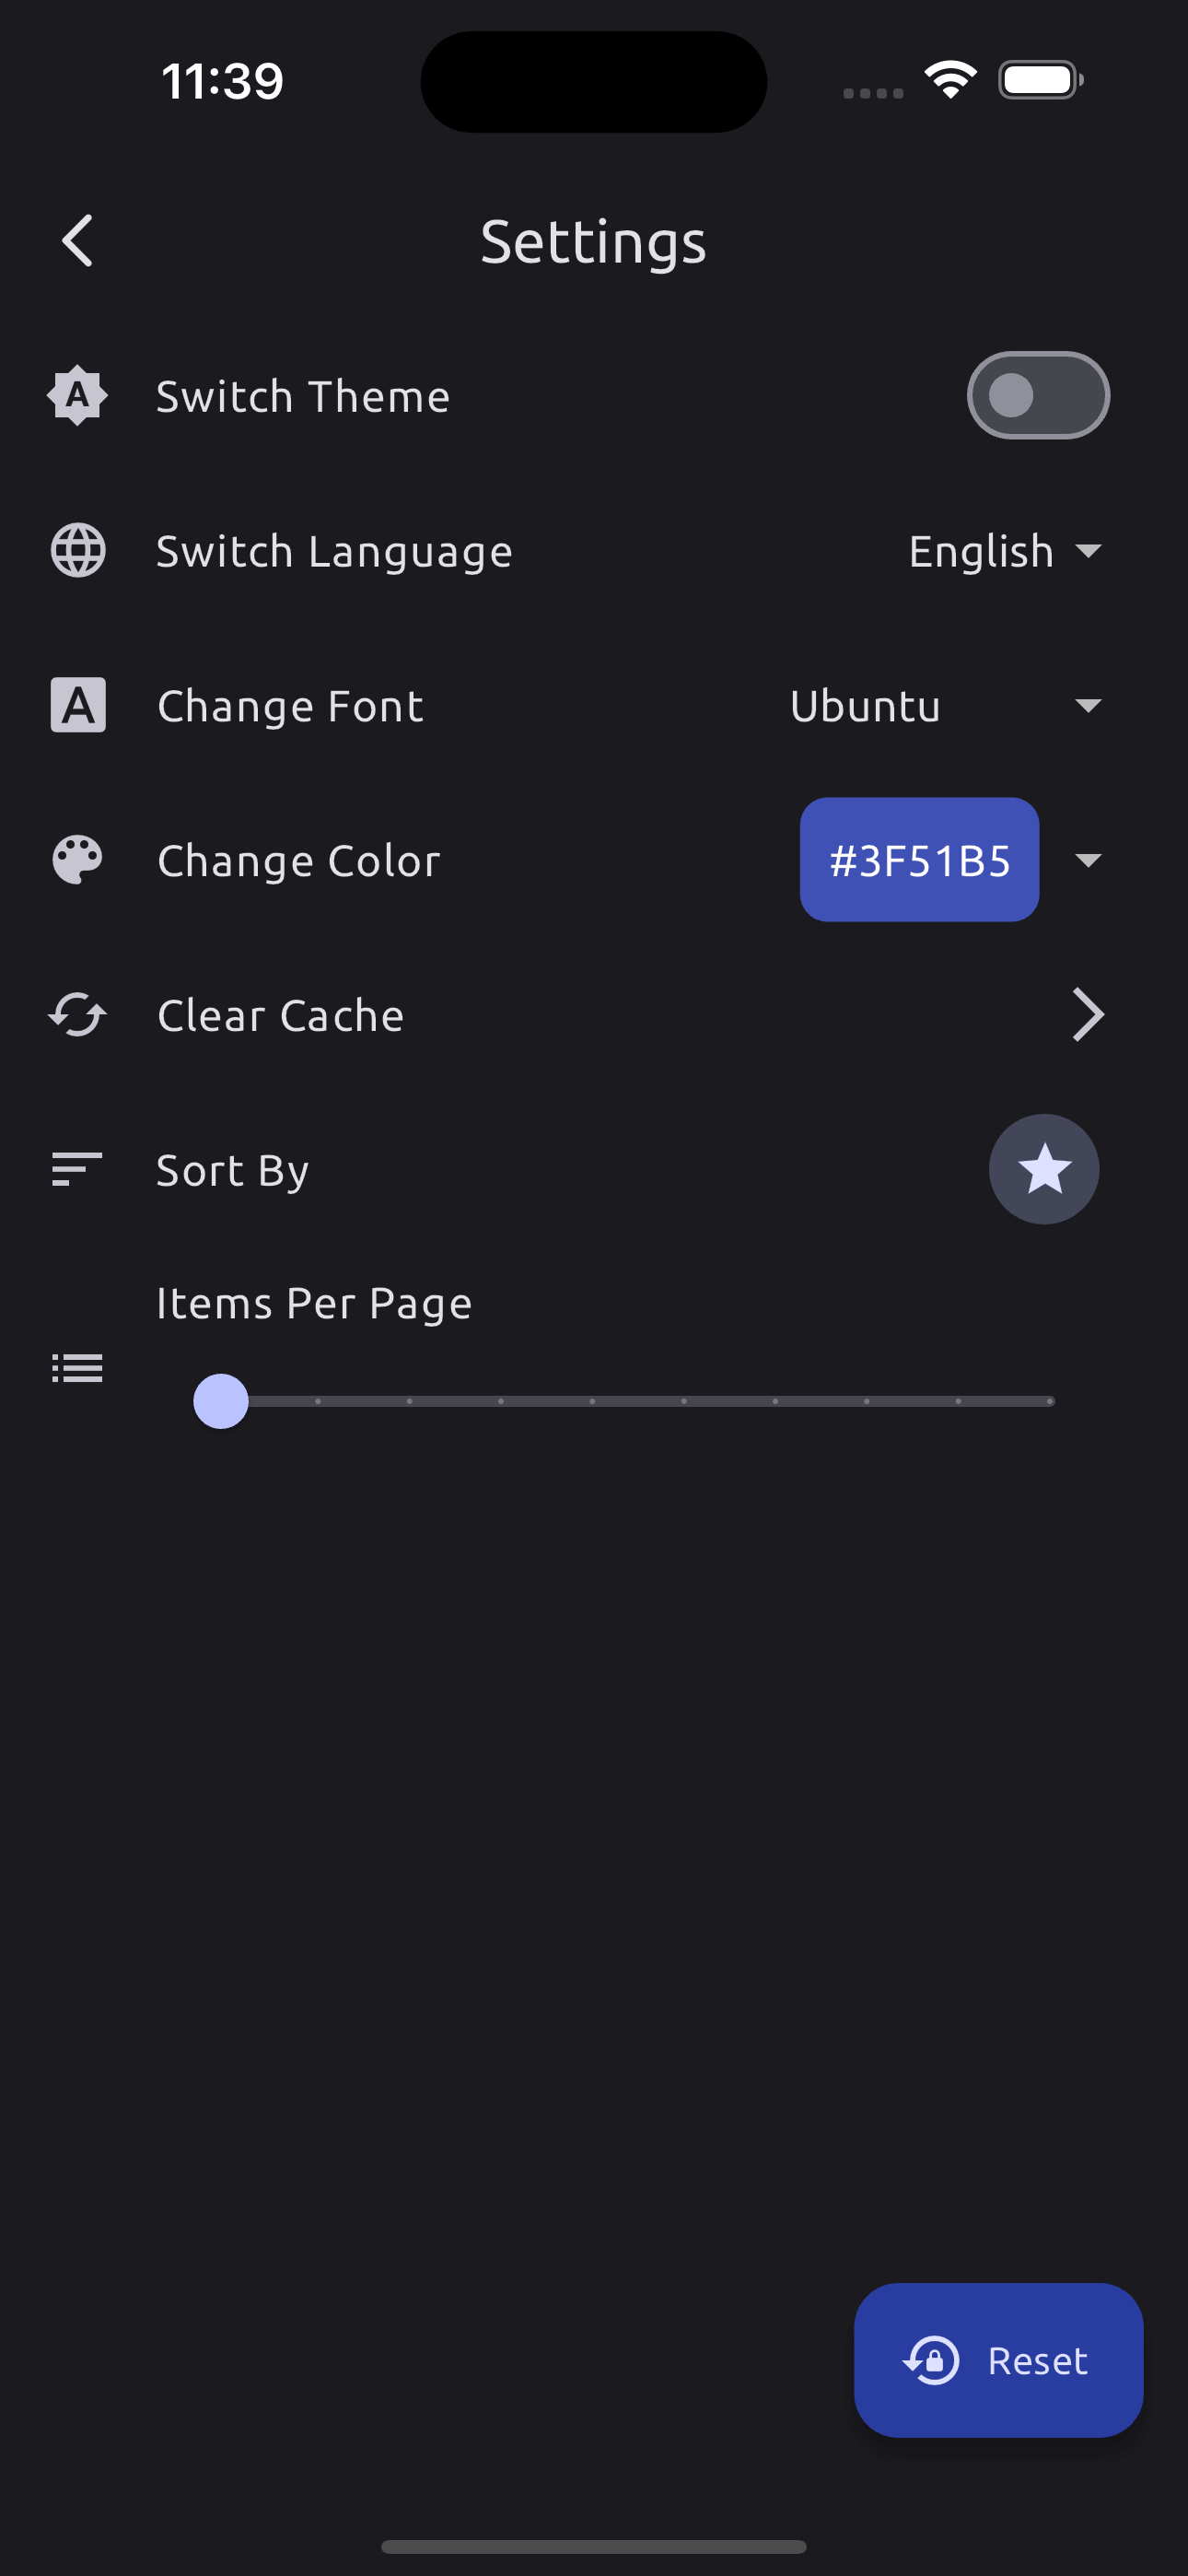 11:39
Settings
Switch Theme
Switch Language English
Change Font Ubuntu
Change Color #3F51B5
Clear Cache
Sort By
Items Per Page
Reset